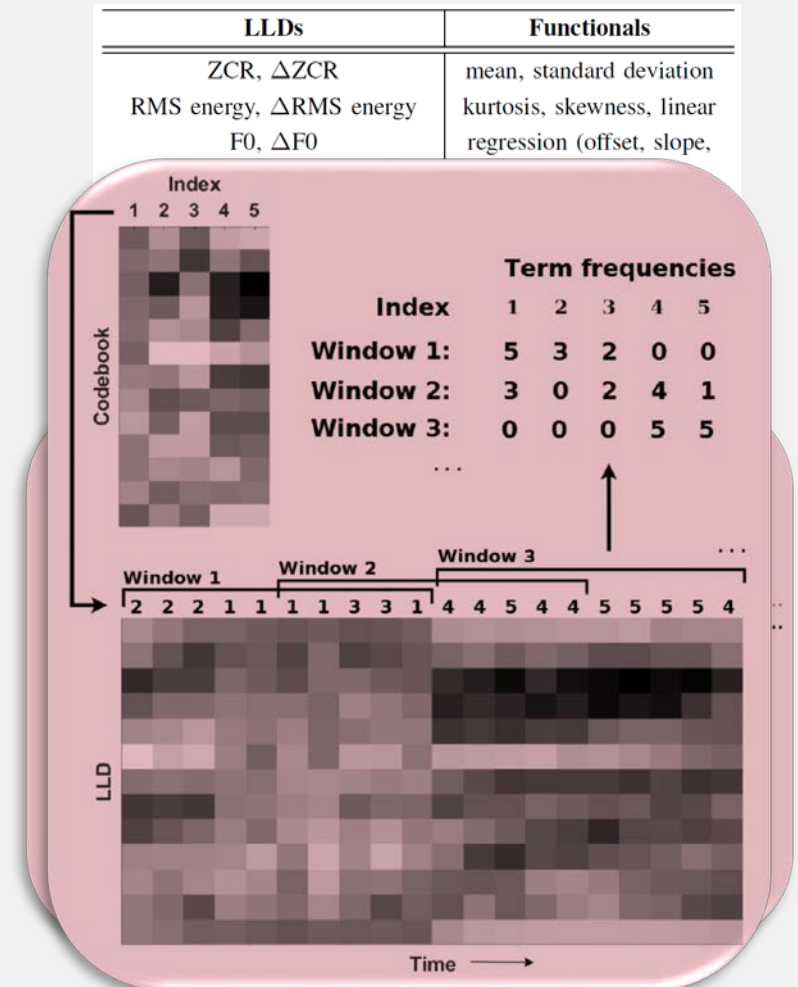 LLDs Functionals
ZCR, ΔZCR mean, standard deviation
RMS energy, ΔRMS energy kurtosis, skewness, linear
F0, ΔF0 regression (offset, slope,
Index
1 2 3 4 5
Codebook
Term frequencies
Index 1 2 3 4 5
Window 1: 5 3 2 0 0
Window 2: 3 0 2 4 1
Window 3: 0 0 0 5 5
...
Window 1 Window 2 Window 3 ...
2 2 2 1 1 1 1 3 3 1 4 4 5 4 4 5 5 5 5 4
LLD
Time